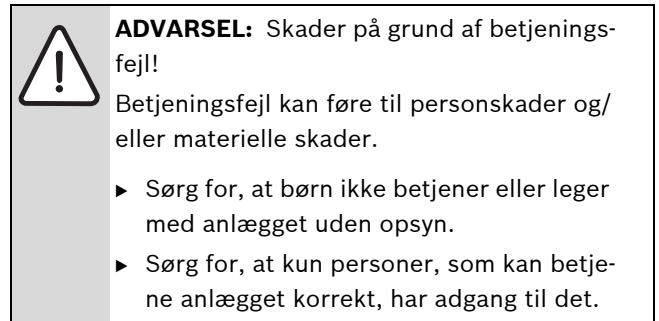 ADVARSEL: Skader på grund af betjenings-
fejl!
Betjeningsfejl kan føre til personskader og/
eller materielle skader.
▶ Sørg for, at børn ikke betjener eller leger
med anlægget uden opsyn.
▶ Sørg for, at kun personer, som kan betje-
ne anlægget korrekt, har adgang til det.